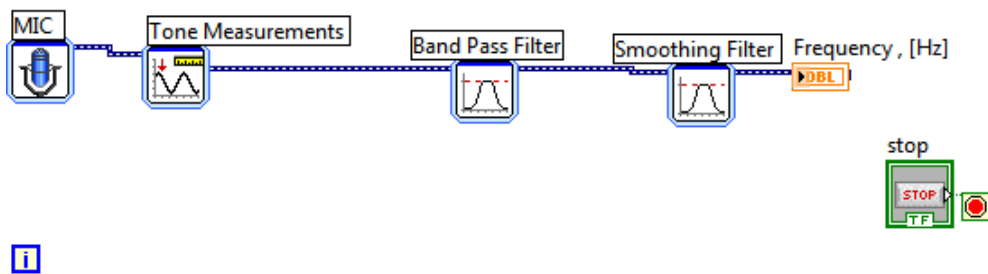 MIC
Tone Measurements
Band Pass Filter
Smoothing Filter
Frequency , [Hz]
DBL
stop
STOP
TF
i